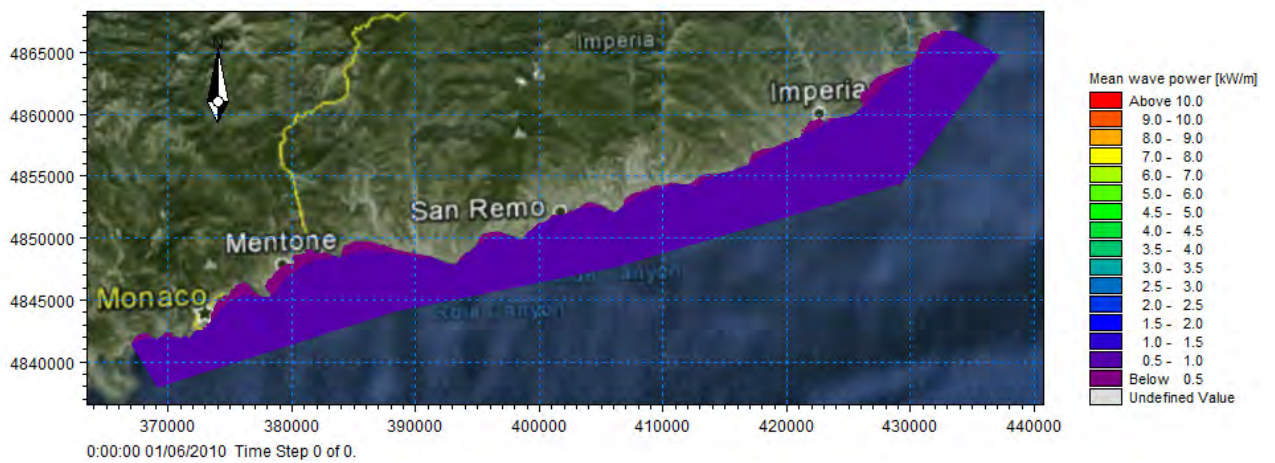 4865000
4860000
4855000
4850000
4845000
4840000
N
Imperia
Imperia
San Remo
Mentone
Monaco
Canyon
Roia Canyon
370000
380000
390000
400000
410000
420000
430000
440000
0:00:00 01/06/2010 Time Step 0 of 0.
Mean wave power [kW/m]
Above 10.0
9.0 - 10.0
8.0 - 9.0
7.0 - 8.0
6.0 - 7.0
5.0 - 6.0
4.5 - 5.0
4.0 - 4.5
3.5 - 4.0
3.0 - 3.5
2.5 - 3.0
2.0 - 2.5
1.5 - 2.0
1.0 - 1.5
0.5 - 1.0
Below 0.5
Undefined Value